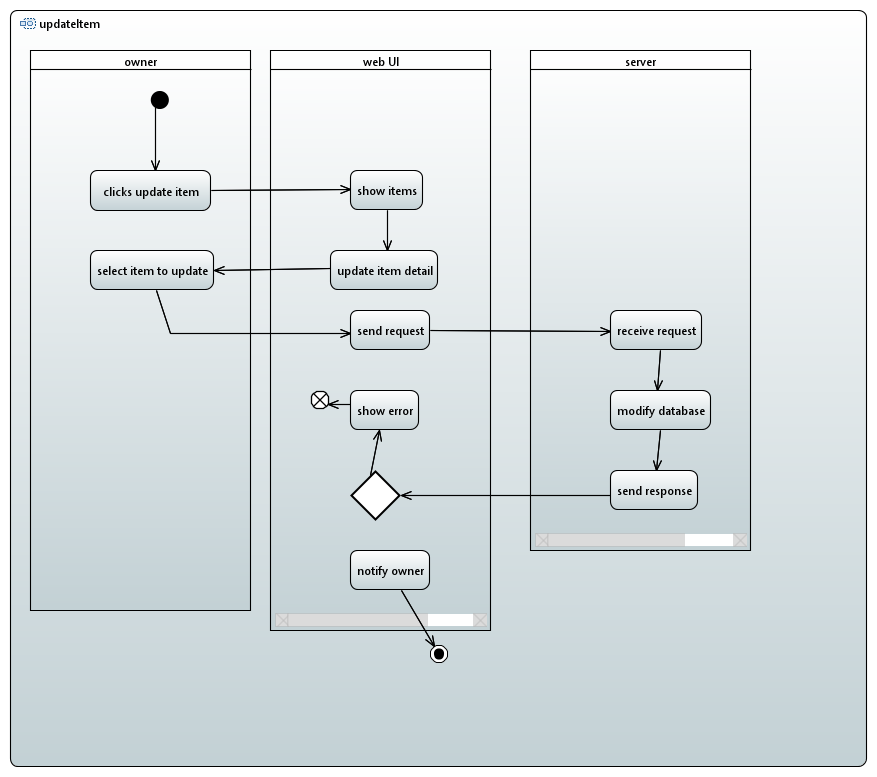 updateItem
owner
web UI
server
clicks update item
show items
select item to update
update item detail
send request
receive request
show error
modify database
send response
notify owner